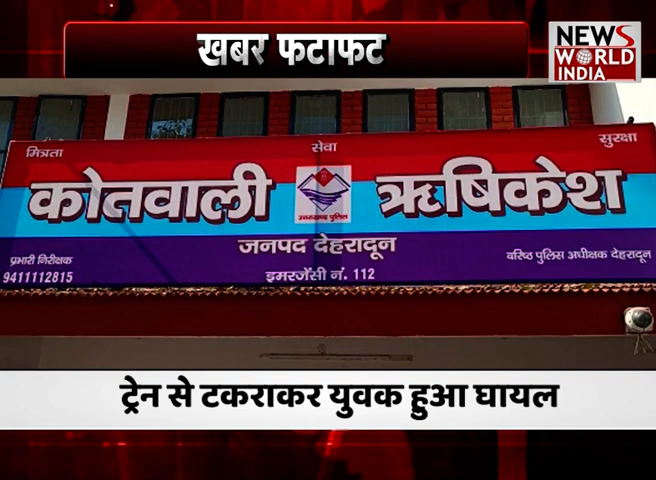 खबर फटाफट
NEWS
WORLD
INDIA
मित्रता सेवा सुरक्षा
कोतवाली ऋषिकेश
उत्तराखण्ड पुलिस
जनपद देहरादून
प्रभारी निरीक्षक
9411112815
इमरजेंसी नं. 112
वरिष्ठ पुलिस अधीक्षक देहरादून
ट्रेन से टकराकर युवक हुआ घायल